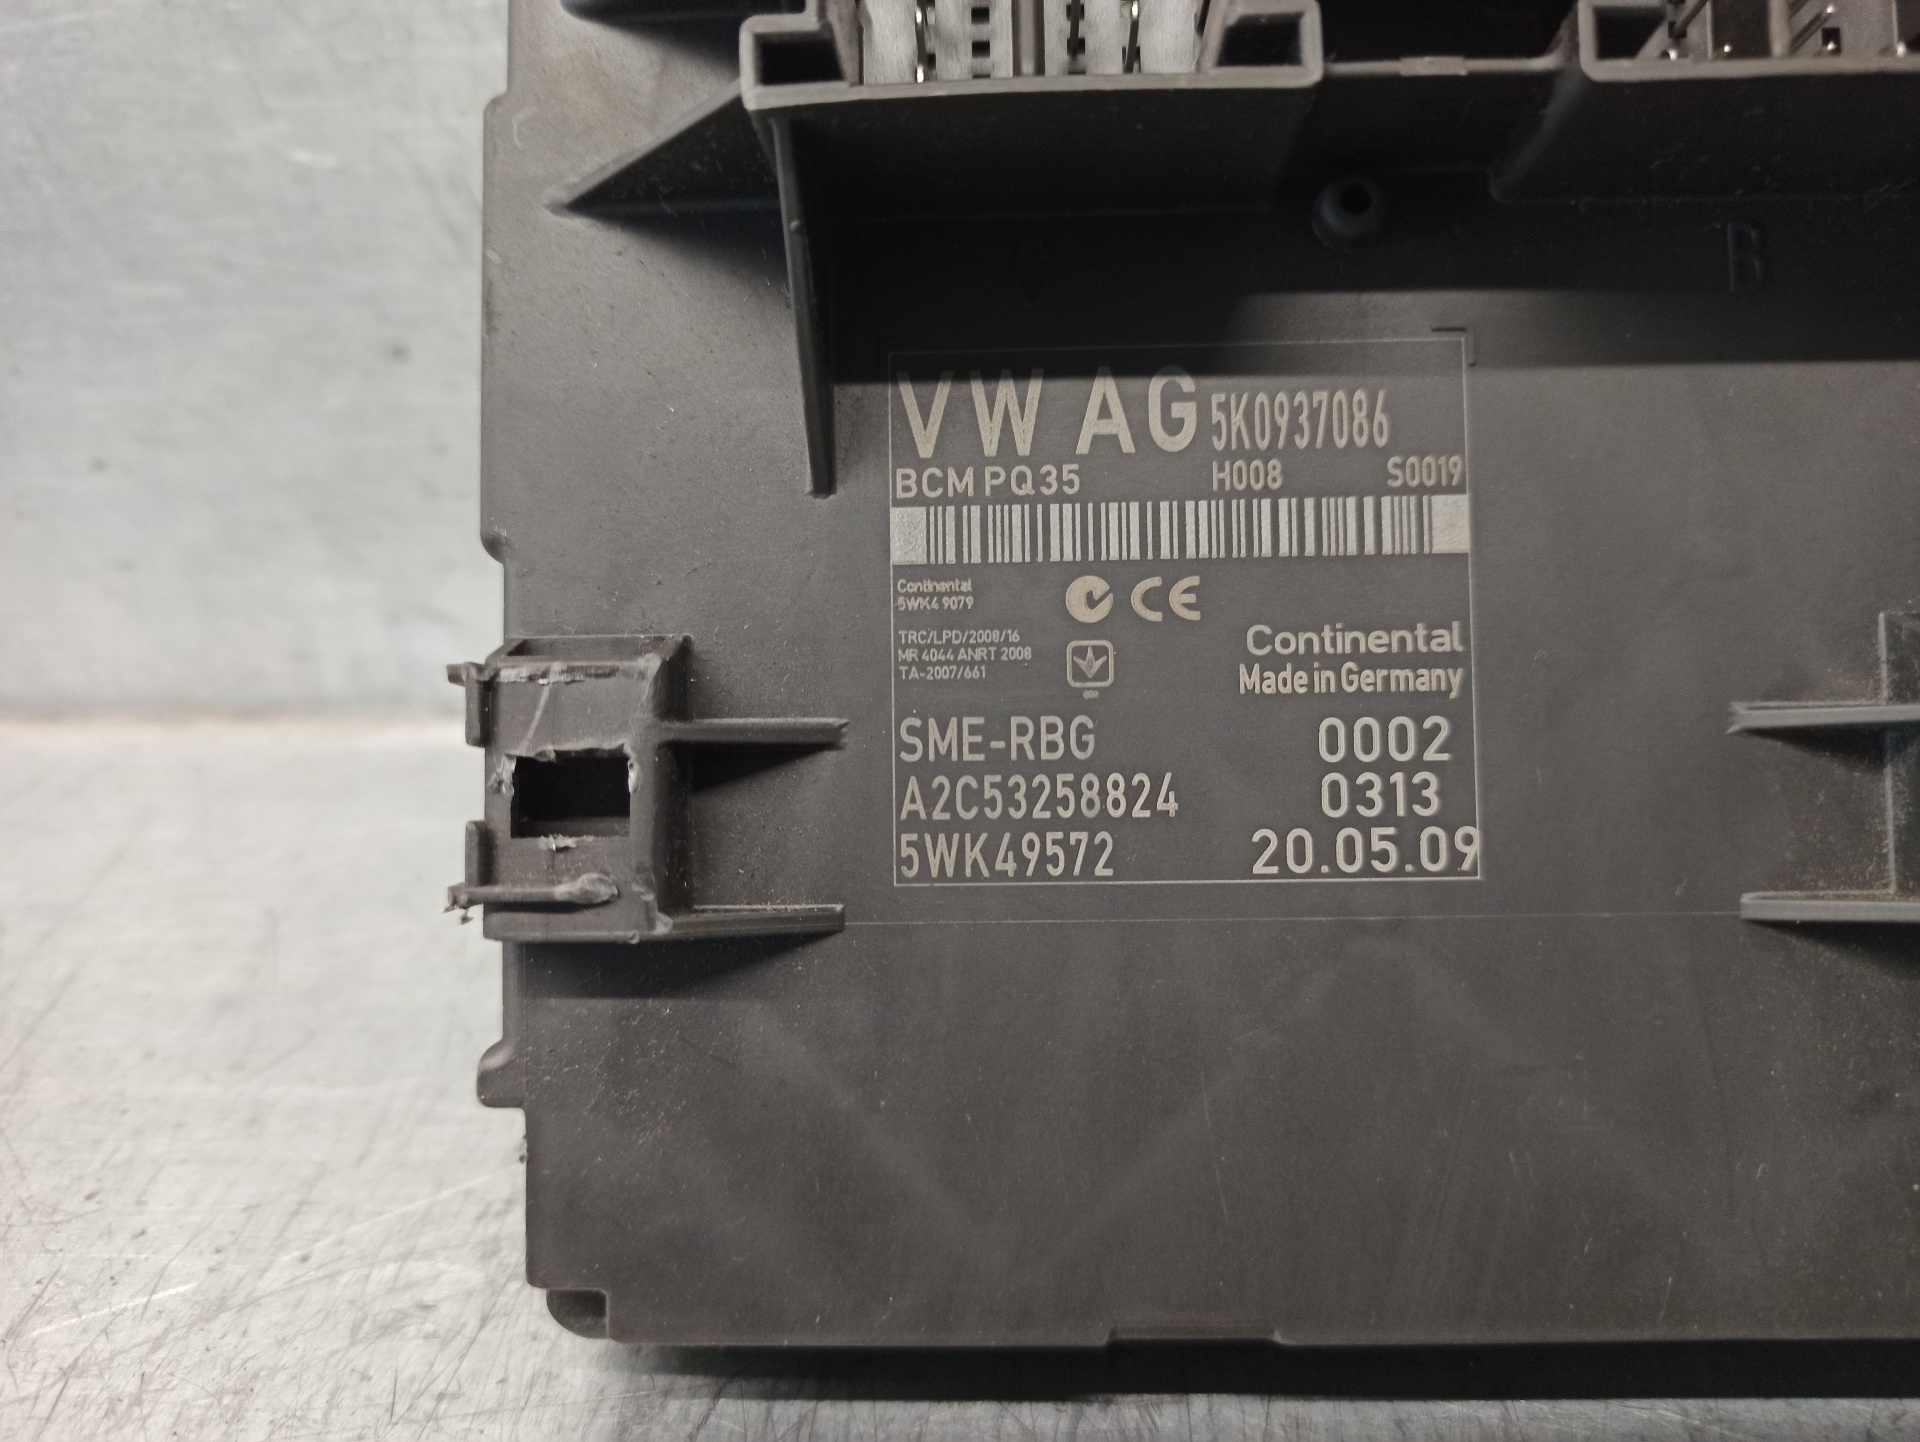 C
B
VW AG 5K0937086
BCM PQ35 H008 S0019
Continental
5WK4 9079
CE
TRC/LPD/2008/16
MR 4044 ANRT 2008
TA-2007/661
Continental
Made in Germany
SME-RBG 0002
A2C53258824 0313
5WK49572 20.05.09